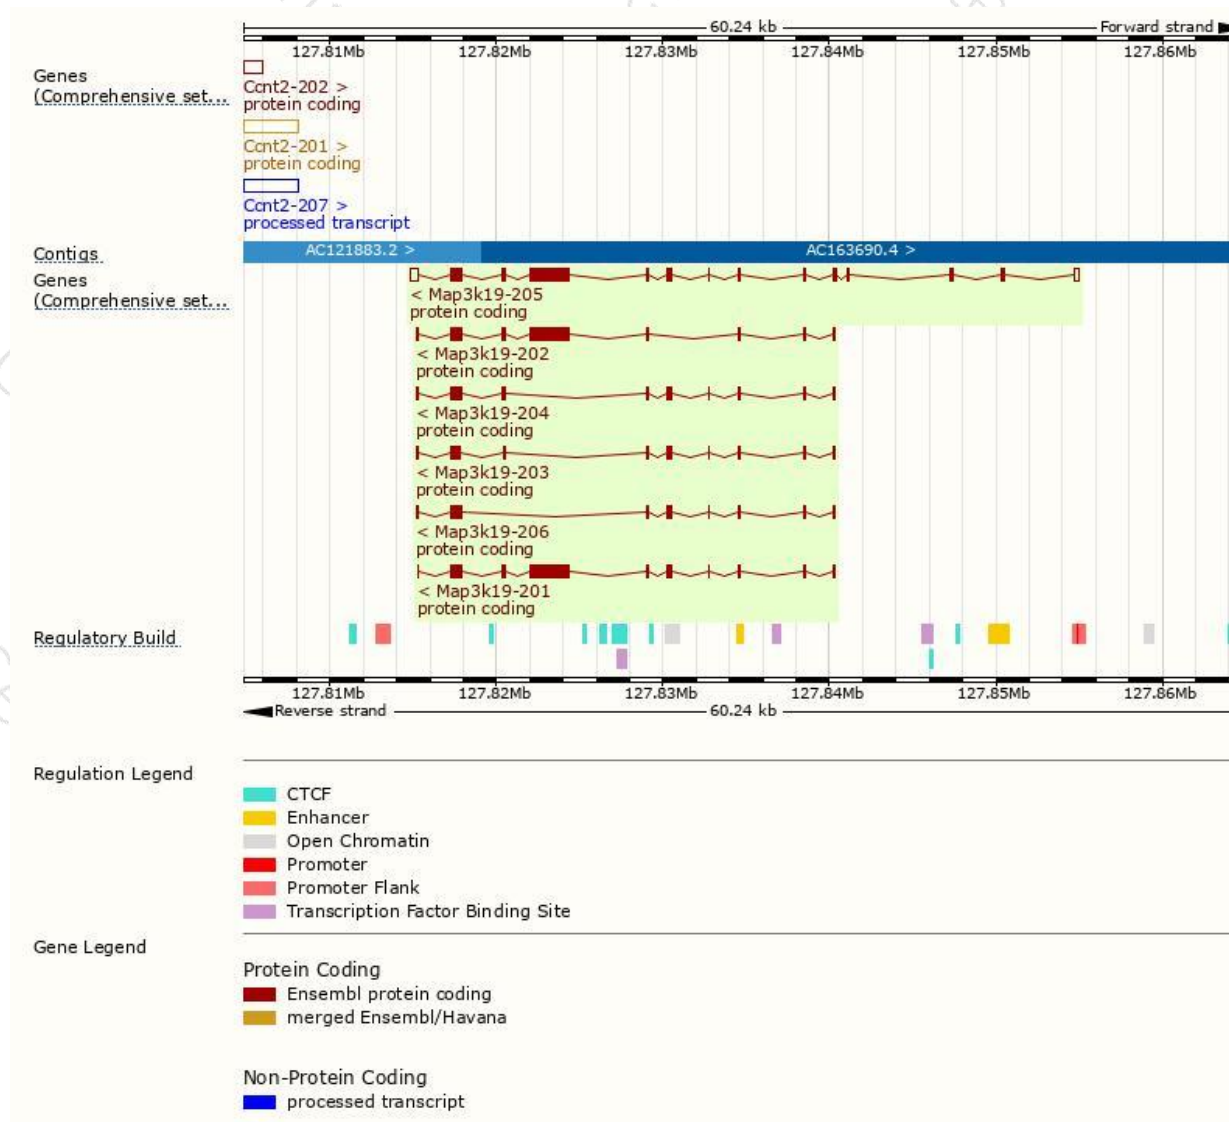 60.24 kb Forward strand
127.81Mb 127.82Mb 127.83Mb 127.84Mb 127.85Mb 127.86Mb
Genes
(Comprehensive set...
Ccnt2-202 >
protein coding
Ccnt2-201 >
protein coding
Ccnt2-207 >
processed transcript
Contigs
AC121883.2 > AC163690.4 >
Genes
(Comprehensive set...
< Map3k19-205
protein coding
< Map3k19-202
protein coding
< Map3k19-204
protein coding
< Map3k19-203
protein coding
< Map3k19-206
protein coding
< Map3k19-201
protein coding
Regulatory Build
127.81Mb 127.82Mb 127.83Mb 127.84Mb 127.85Mb 127.86Mb
Reverse strand 60.24 kb
Regulation Legend
CTCF
Enhancer
Open Chromatin
Promoter
Promoter Flank
Transcription Factor Binding Site
Gene Legend
Protein Coding
Ensembl protein coding
merged Ensembl/Havana
Non-Protein Coding
processed transcript